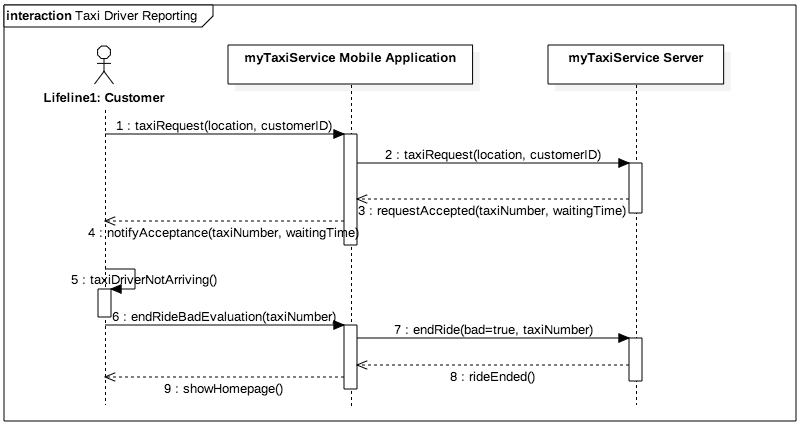 interaction Taxi Driver Reporting
myTaxiService Mobile Application
myTaxiService Server
Lifeline1: Customer
1 : taxiRequest(location, customerID)
2 : taxiRequest(location, customerID)
3 : requestAccepted(taxiNumber, waitingTime)
4 : notifyAcceptance(taxiNumber, waitingTime)
5 : taxiDriverNotArriving()
6 : endRideBadEvaluation(taxiNumber)
7 : endRide(bad=true, taxiNumber)
8 : rideEnded()
9 : showHomepage()